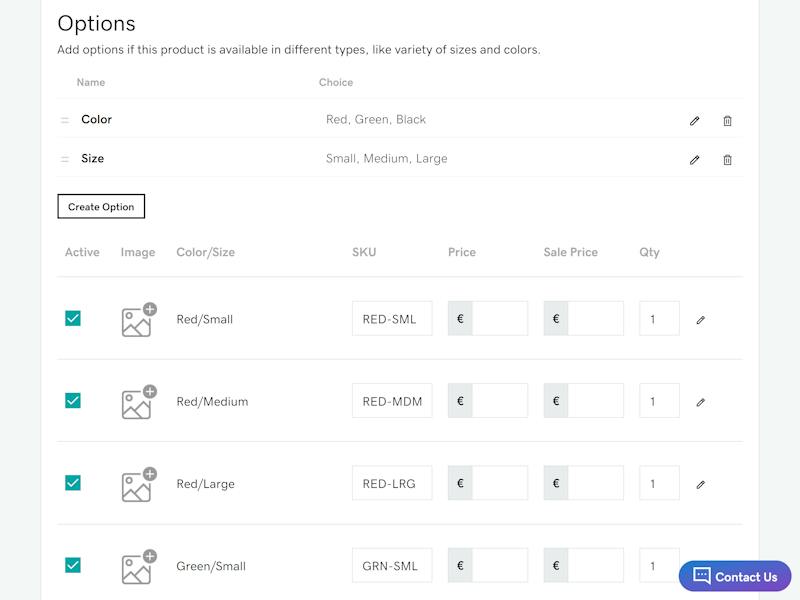 Options
Add options if this product is available in different types, like variety of sizes and colors.
Name Choice
Color Red, Green, Black
Size Small, Medium, Large
Create Option
Active Image Color/Size SKU Price Sale Price Qty
Red/Small RED-SML € € 1
Red/Medium RED-MDM € € 1
Red/Large RED-LRG € € 1
Green/Small GRN-SML € € 1
Contact Us